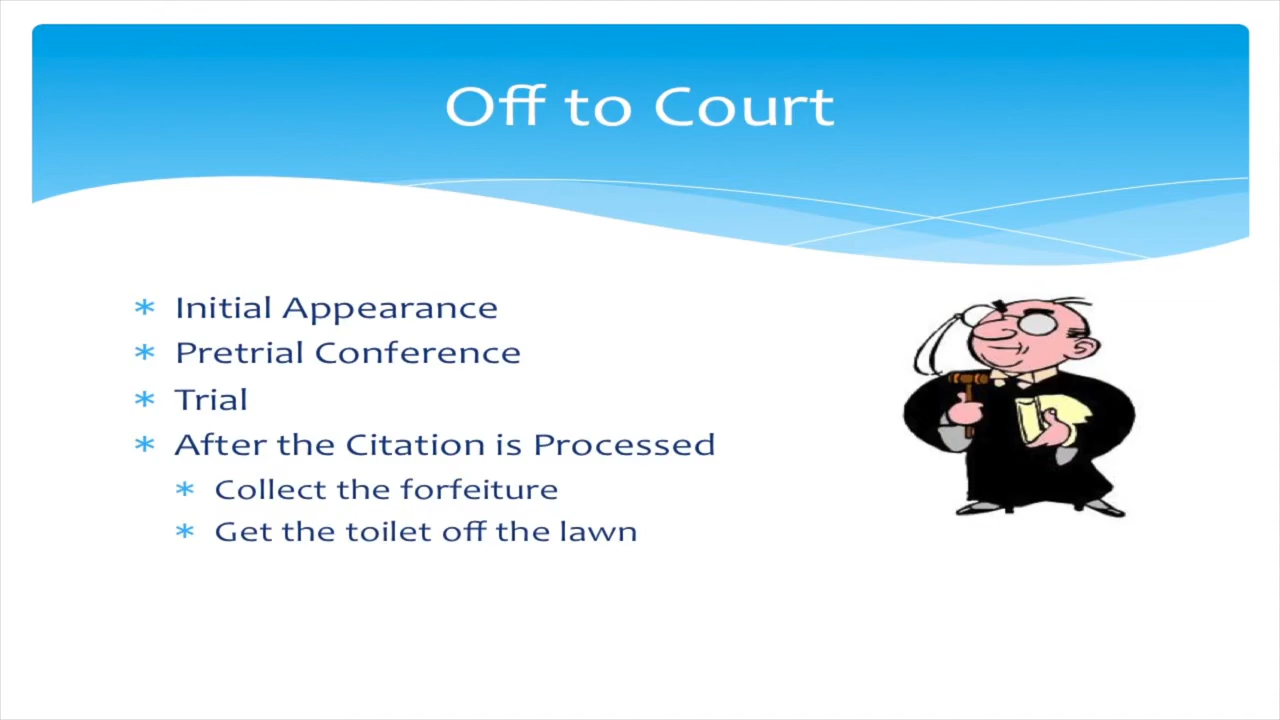 Off to Court
* Initial Appearance
* Pretrial Conference
* Trial
* After the Citation is Processed
* Collect the forfeiture
* Get the toilet off the lawn